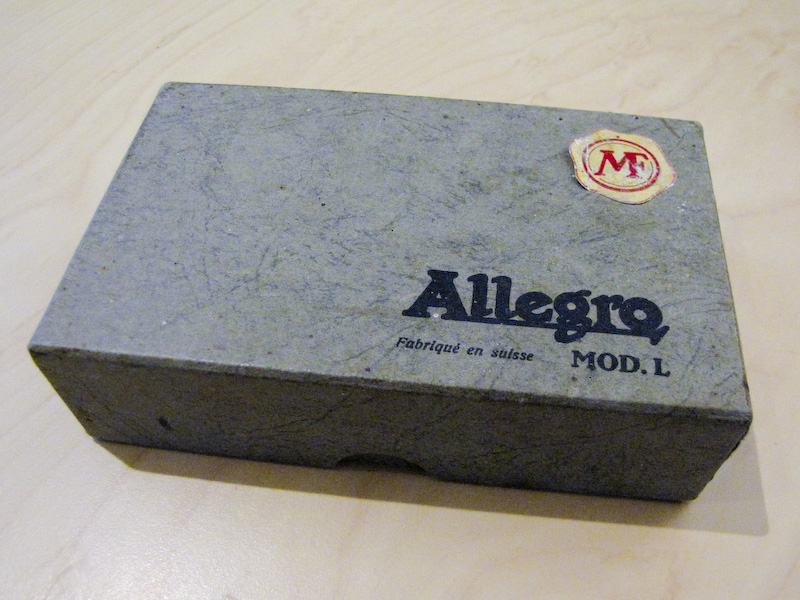 MF
Allegro
Fabriqué en suisse MOD. L